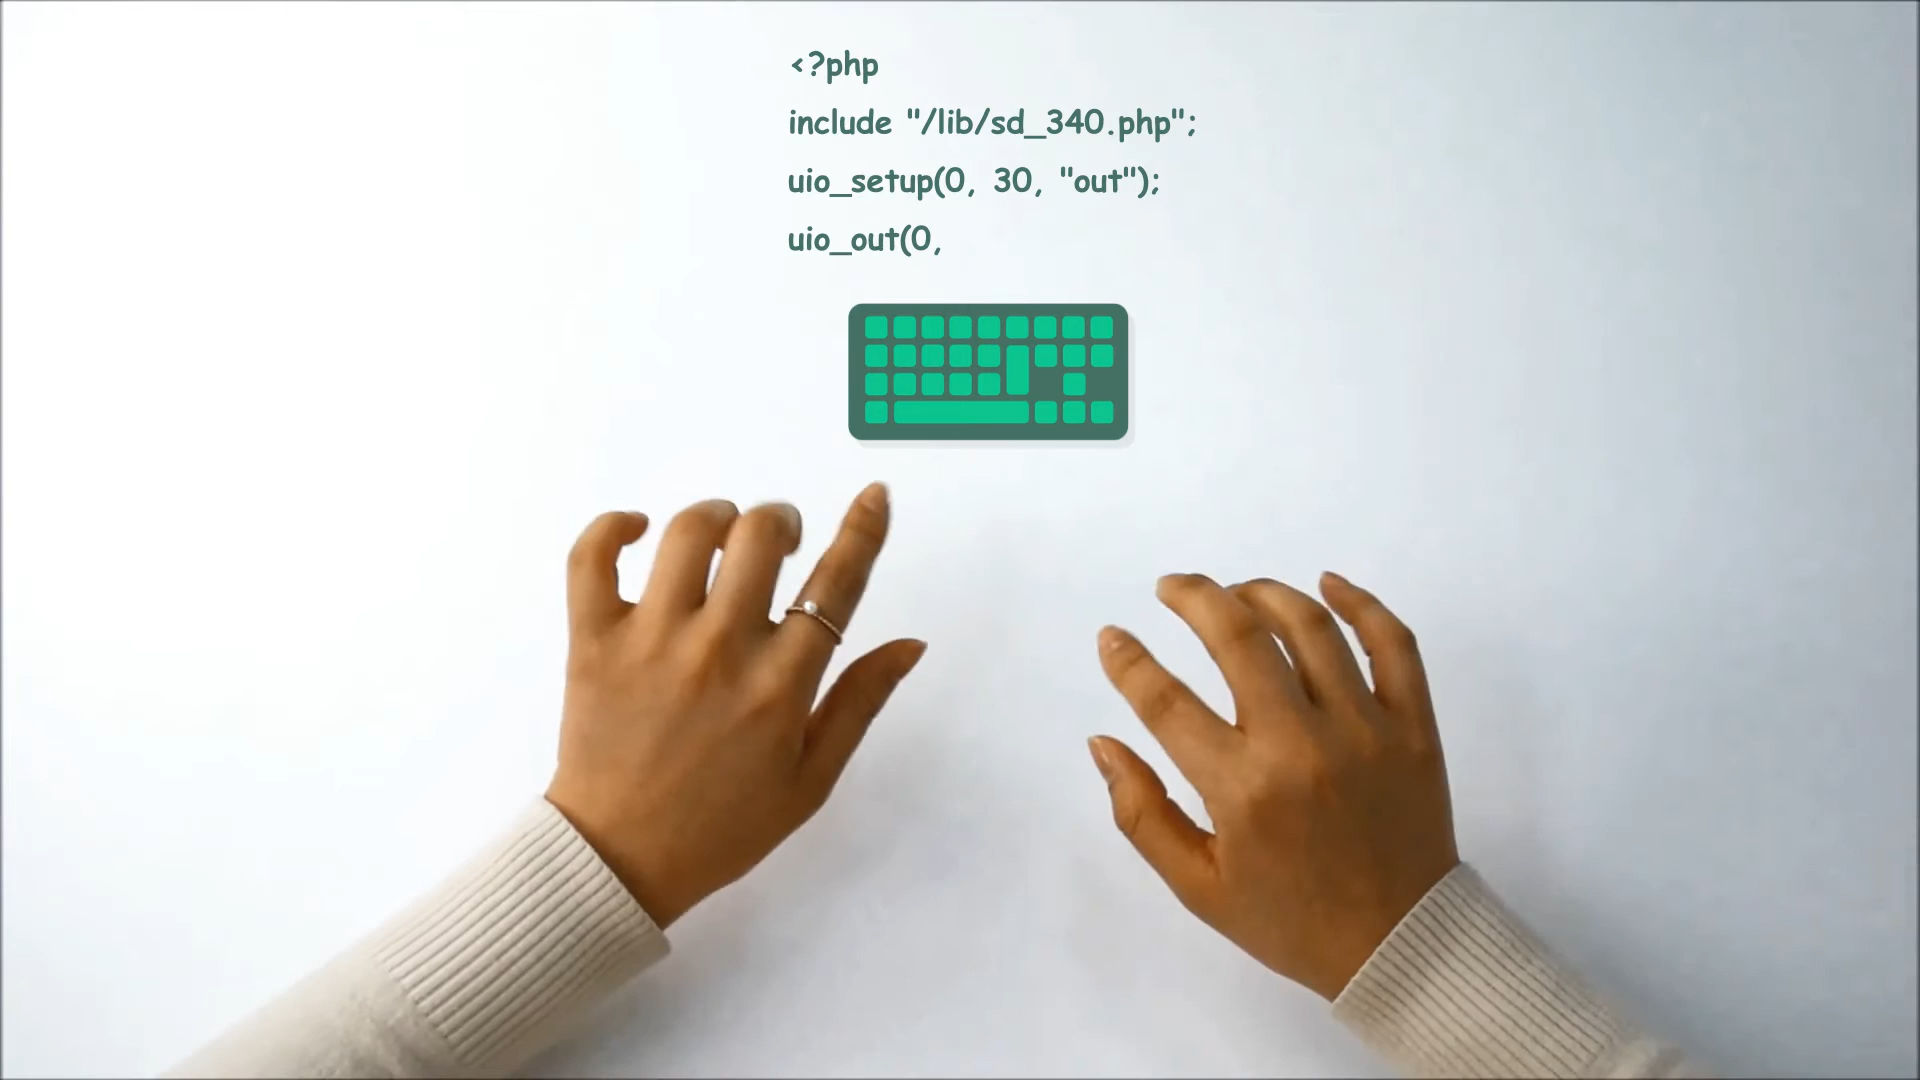 <?php
include "/lib/sd_340.php";
uio_setup(0, 30, "out");
uio_out(0,